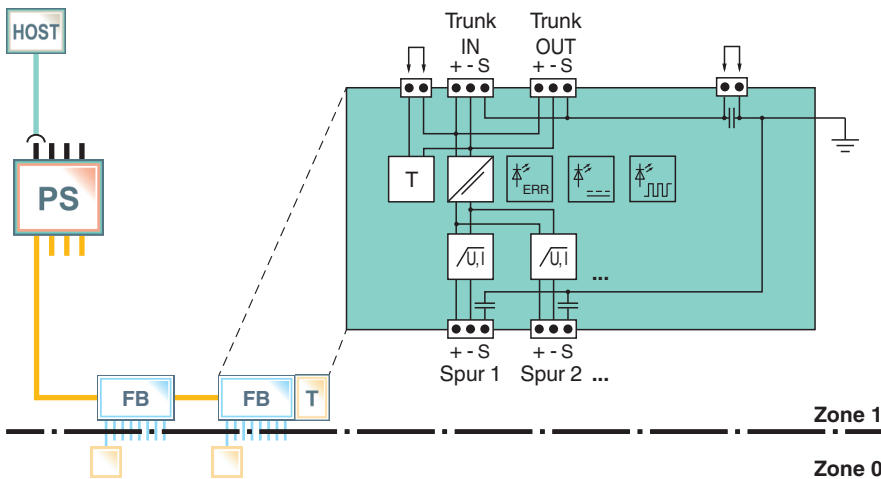 HOST
Trunk
IN
+ - S
Trunk
OUT
+ - S
PS
T
ERR
U, I
U, I
...
+ - S
Spur 1
+ - S
Spur 2 ...
FB
FB
T
Zone 1
Zone 0